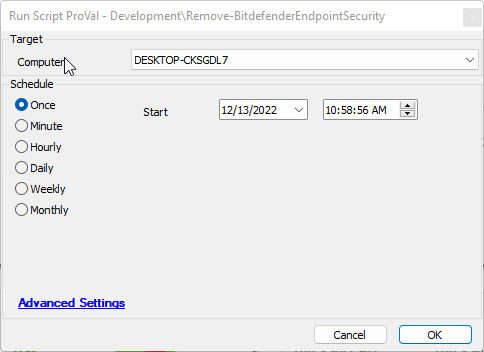 Run Script ProVal - Development\Remove-BitdefenderEndpointSecurity
Target
Computer
DESKTOP-CKSGDL7
Schedule
Once
Start
12/13/2022
10:58:56 AM
Minute
Hourly
Daily
Weekly
Monthly
Advanced Settings
Cancel
OK